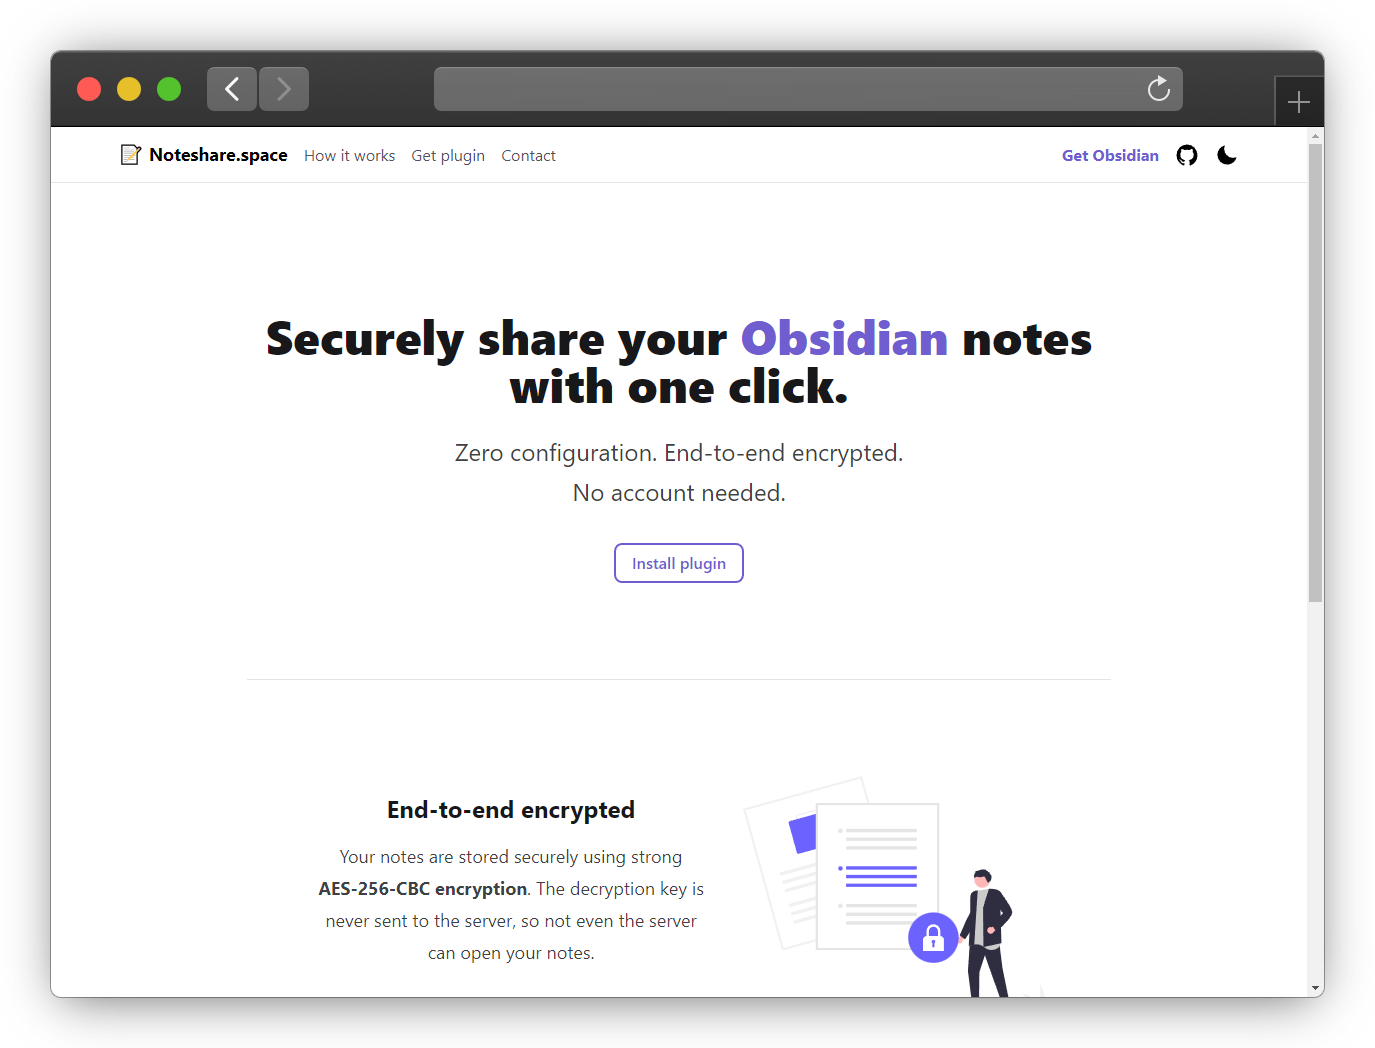 Noteshare.space How it works Get plugin Contact Get Obsidian
Securely share your Obsidian notes
with one click.
Zero configuration. End-to-end encrypted.
No account needed.
Install plugin
End-to-end encrypted
Your notes are stored securely using strong
AES-256-CBC encryption. The decryption key is
never sent to the server, so not even the server
can open your notes.